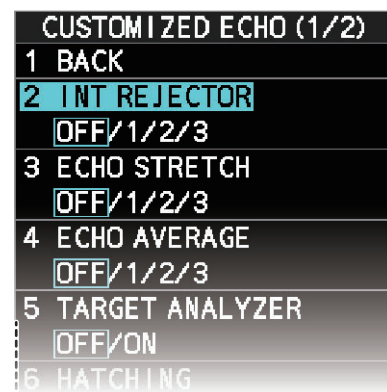 CUSTOMIZED ECHO (1/2)
1 BACK
2 INT REJECTOR
OFF/1/2/3
3 ECHO STRETCH
OFF/1/2/3
4 ECHO AVERAGE
OFF/1/2/3
5 TARGET ANALYZER
OFF/ON
6 HATCHING